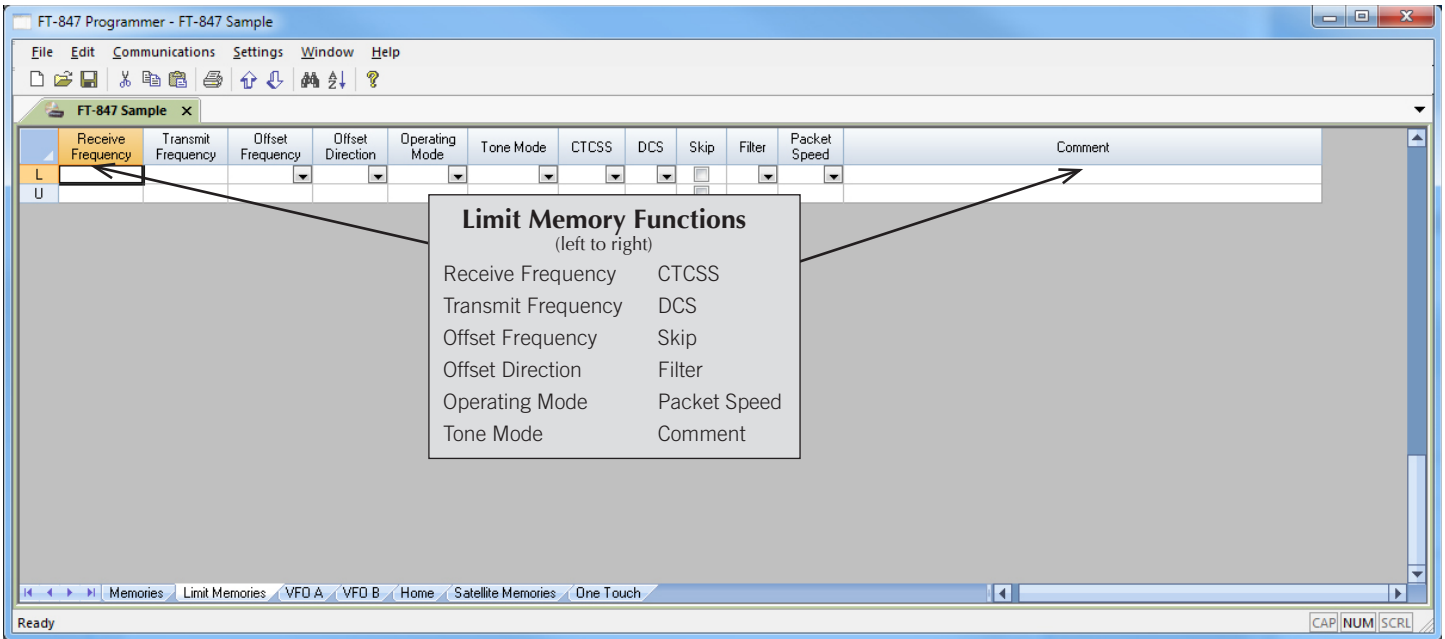 FT-847 Programmer - FT-847 Sample
File Edit Communications Settings Window Help
FT-847 Sample X
Receive Frequency Transmit Frequency Offset Frequency Offset Direction Operating Mode Tone Mode CTCSS DCS Skip Filter Packet Speed Comment
L
U
Limit Memory Functions
(left to right)
Receive Frequency CTCSS
Transmit Frequency DCS
Offset Frequency Skip
Offset Direction Filter
Operating Mode Packet Speed
Tone Mode Comment
Memories Limit Memories VFO A VFO B Home Satellite Memories One Touch
Ready CAP NUM SCRL